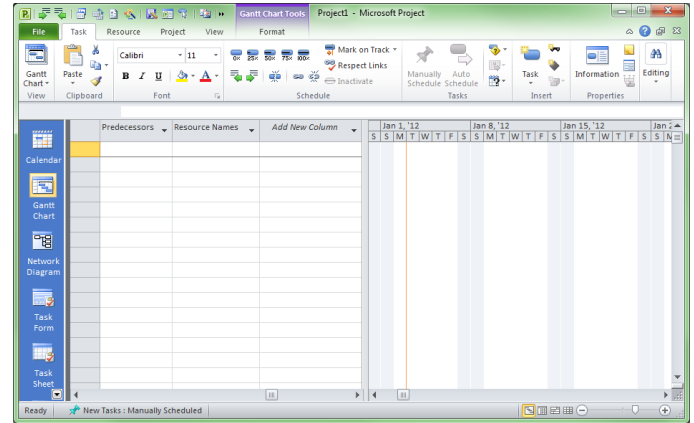 Gantt Chart Tools Project1 - Microsoft Project
File Task Resource Project View Format
Calibri 11
0% 25% 50% 75% 100%
Mark on Track
Respect Links
Inactivate
B I U A
Gantt Chart
Paste
Manually Schedule
Auto Schedule
Task
Information
Editing
View Clipboard Font Schedule Tasks Insert Properties
Predecessors Resource Names Add New Column
Jan 1, '12 Jan 8, '12 Jan 15, '12 Jan 2
S S M T W T F S S M T W T F S S M T W T F S S M
Calendar
Gantt
Chart
Network
Diagram
Task
Form
Task
Sheet
Ready New Tasks : Manually Scheduled